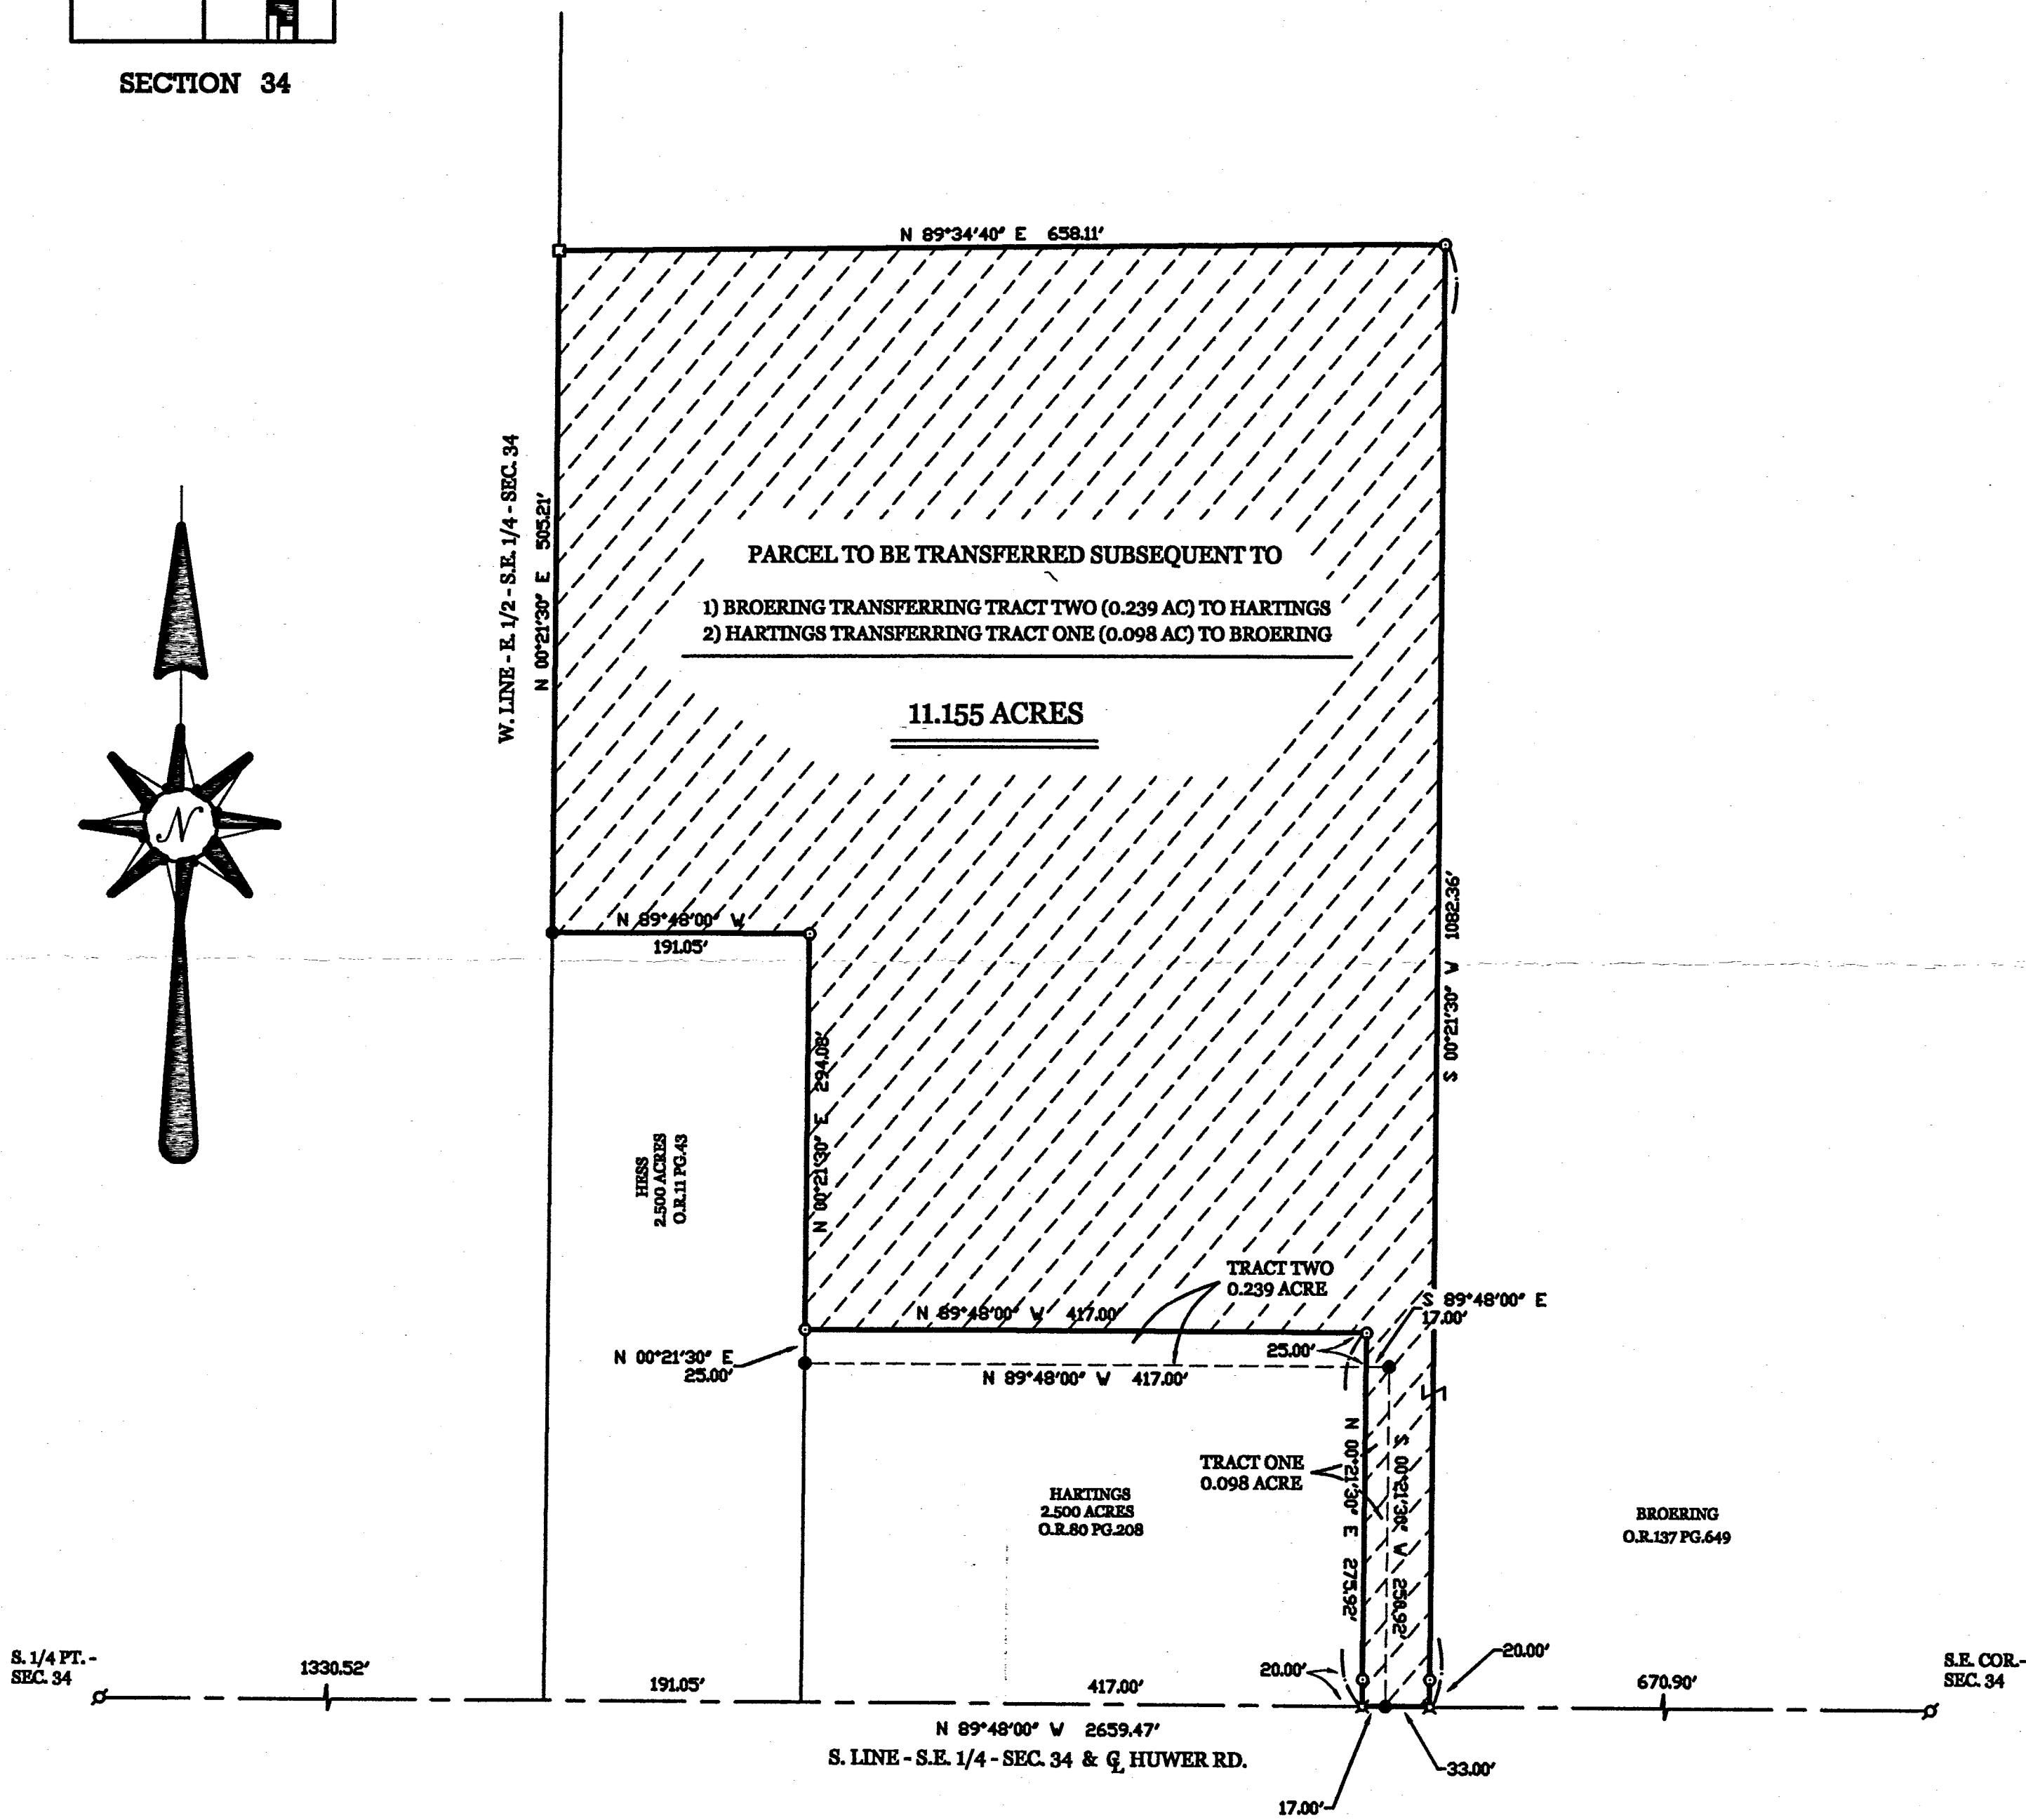 SECTION 34
N 89°34'40" E 658.11'
W. LINE - E. 1/2 - S.E. 1/4 - SEC. 34
N 00°21'30" E 505.21'
PARCEL TO BE TRANSFERRED SUBSEQUENT TO
1) BROERING TRANSFERRING TRACT TWO (0.239 AC) TO HARTINGS
2) HARTINGS TRANSFERRING TRACT ONE (0.098 AC) TO BROERING
11.155 ACRES
N
S 00°21'30" W 1082.36'
N 89°48'00" W
191.05'
N 00°21'30" E 294.08'
HESS
2.500 ACRES
O.R.11 PG.43
TRACT TWO
0.239 ACRE
S 89°48'00" E
17.00'
N 89°48'00" W 417.00'
25.00'
N 00°21'30" E
25.00'
N 89°48'00" W 417.00'
TRACT ONE
0.098 ACRE
N 00°21'30" E 275.92'
S 00°21'30" W 250.92'
HARTINGS
2.500 ACRES
O.R.80 PG.208
BROERING
O.R.137 PG.649
S. 1/4 PT. -
SEC. 34
1330.52'
191.05'
417.00'
20.00'
20.00'
670.90'
S.E. COR.-
SEC. 34
N 89°48'00" W 2659.47'
S. LINE - S.E. 1/4 - SEC. 34 & ℄ HUWER RD.
33.00'
17.00'